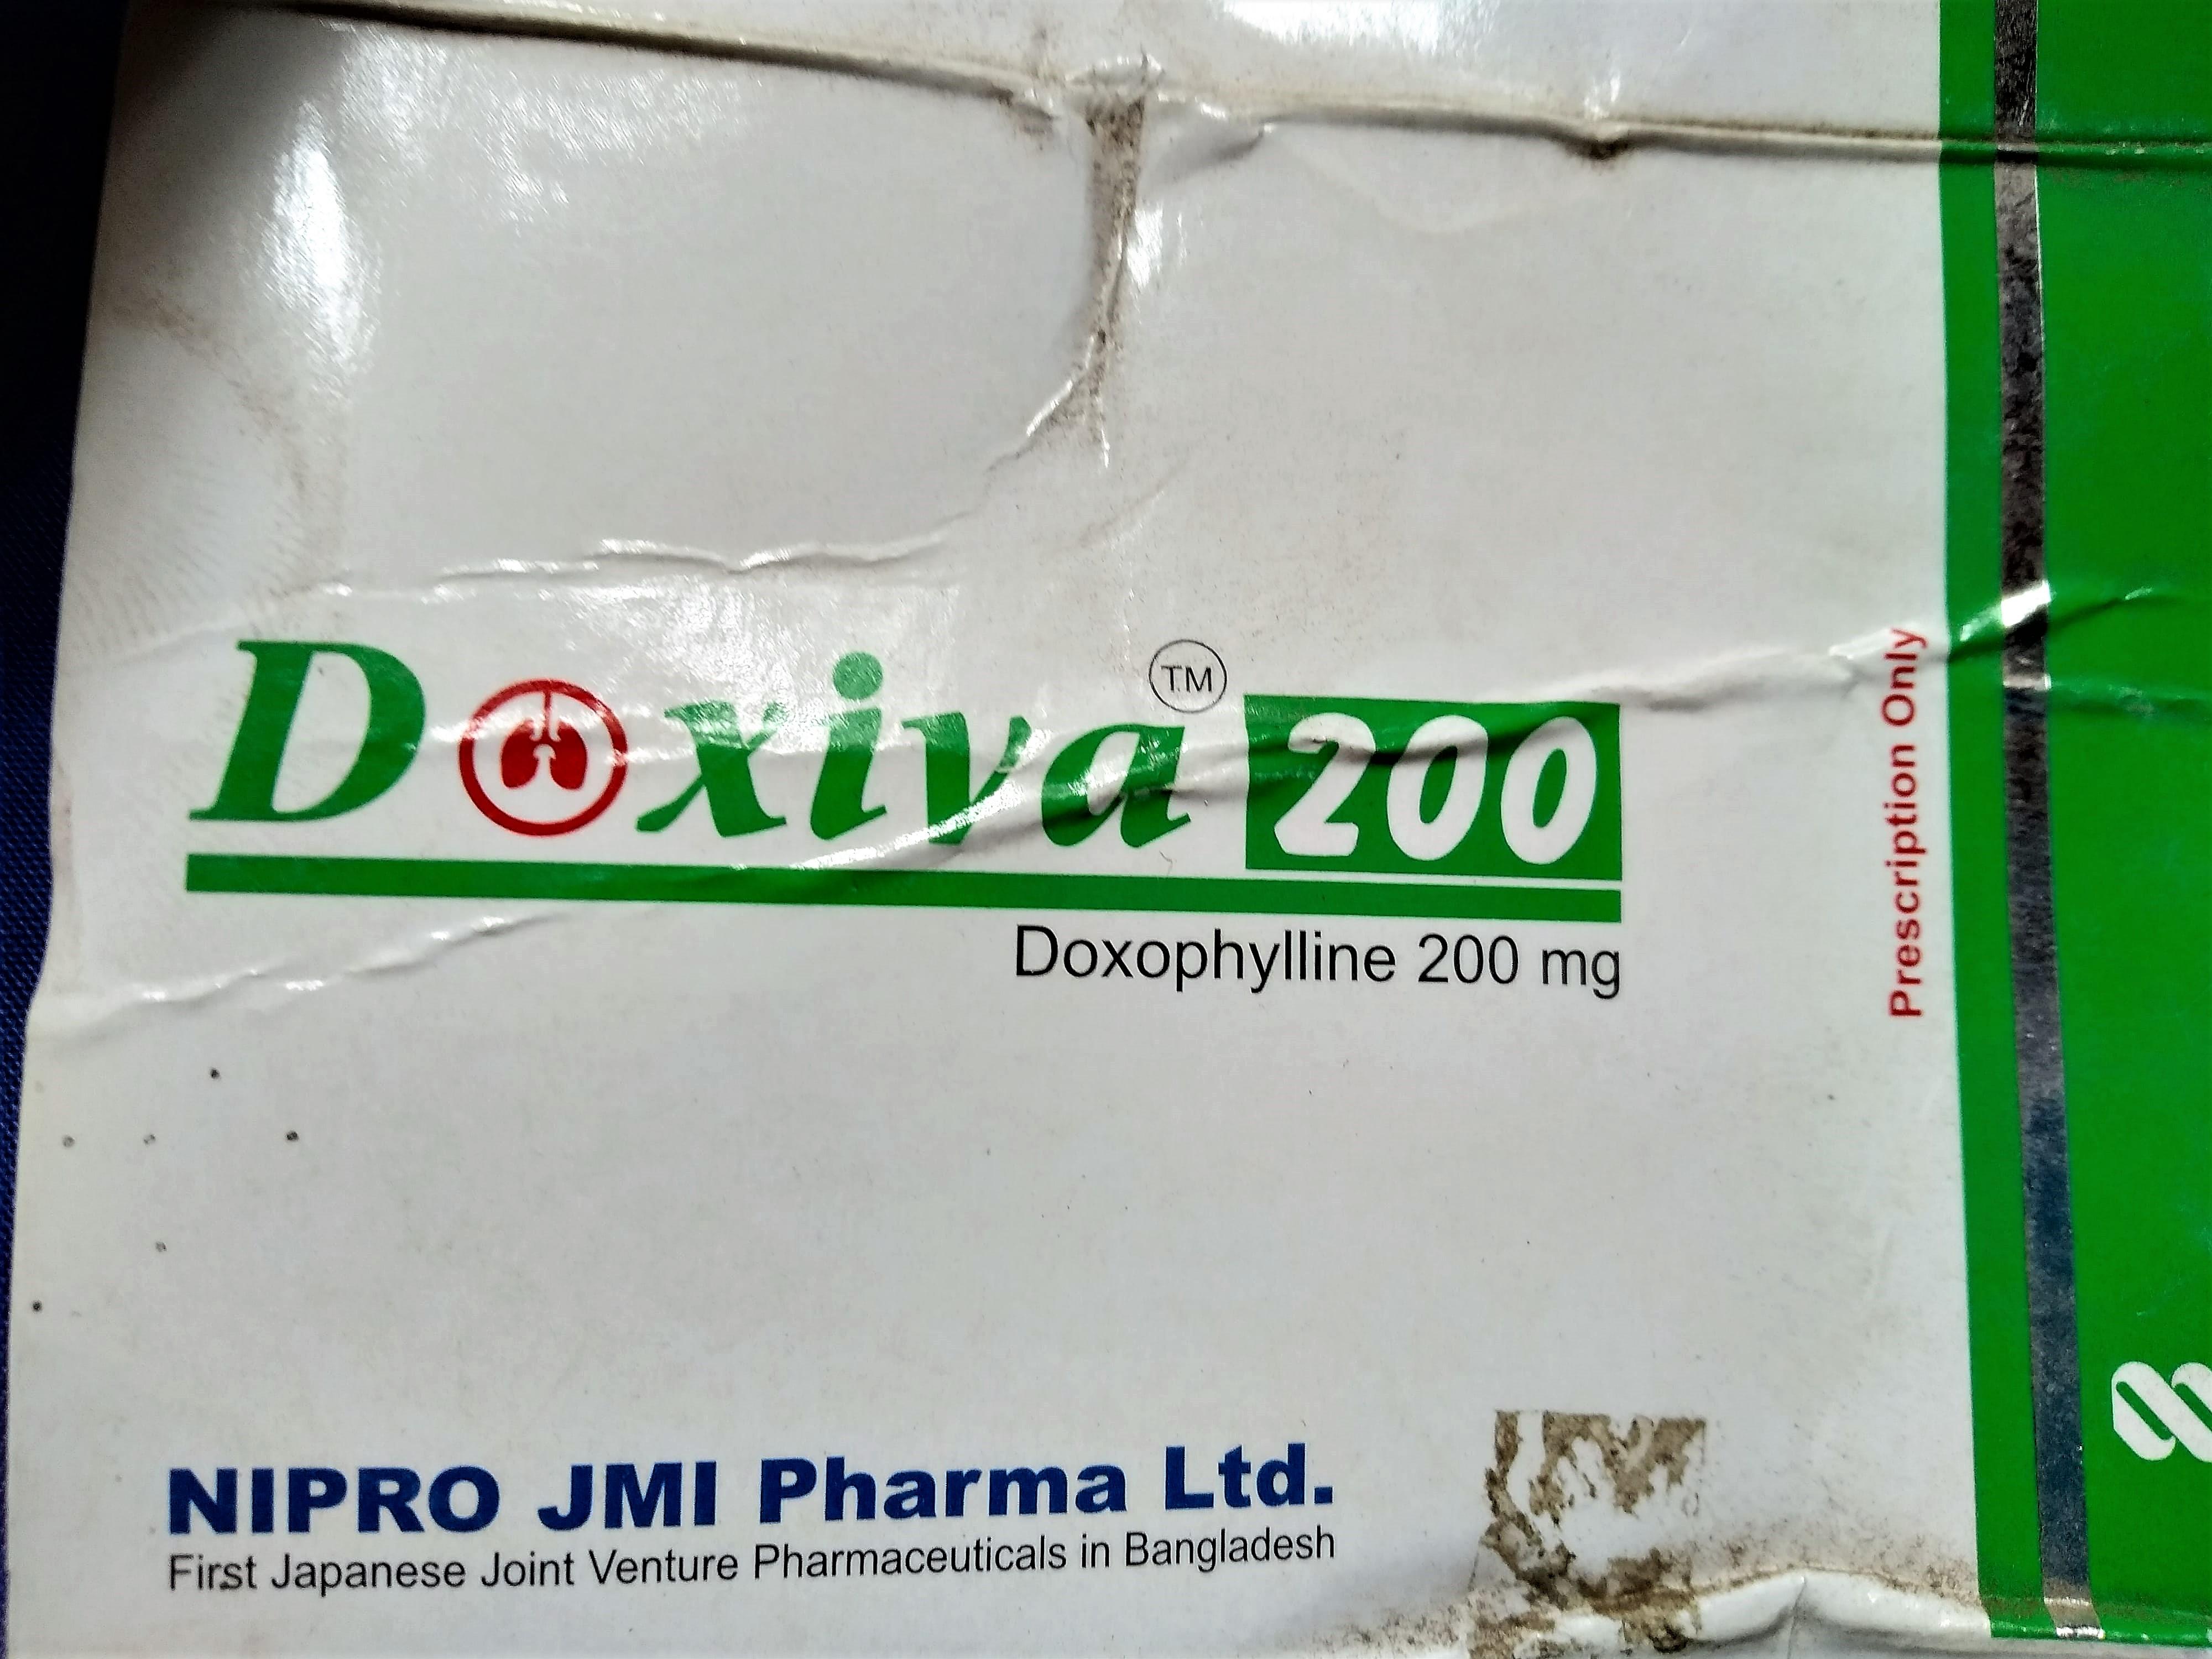 Doxiva TM 200
Doxophylline 200 mg
Prescription Only
NIPRO JMI Pharma Ltd.
First Japanese Joint Venture Pharmaceuticals in Bangladesh